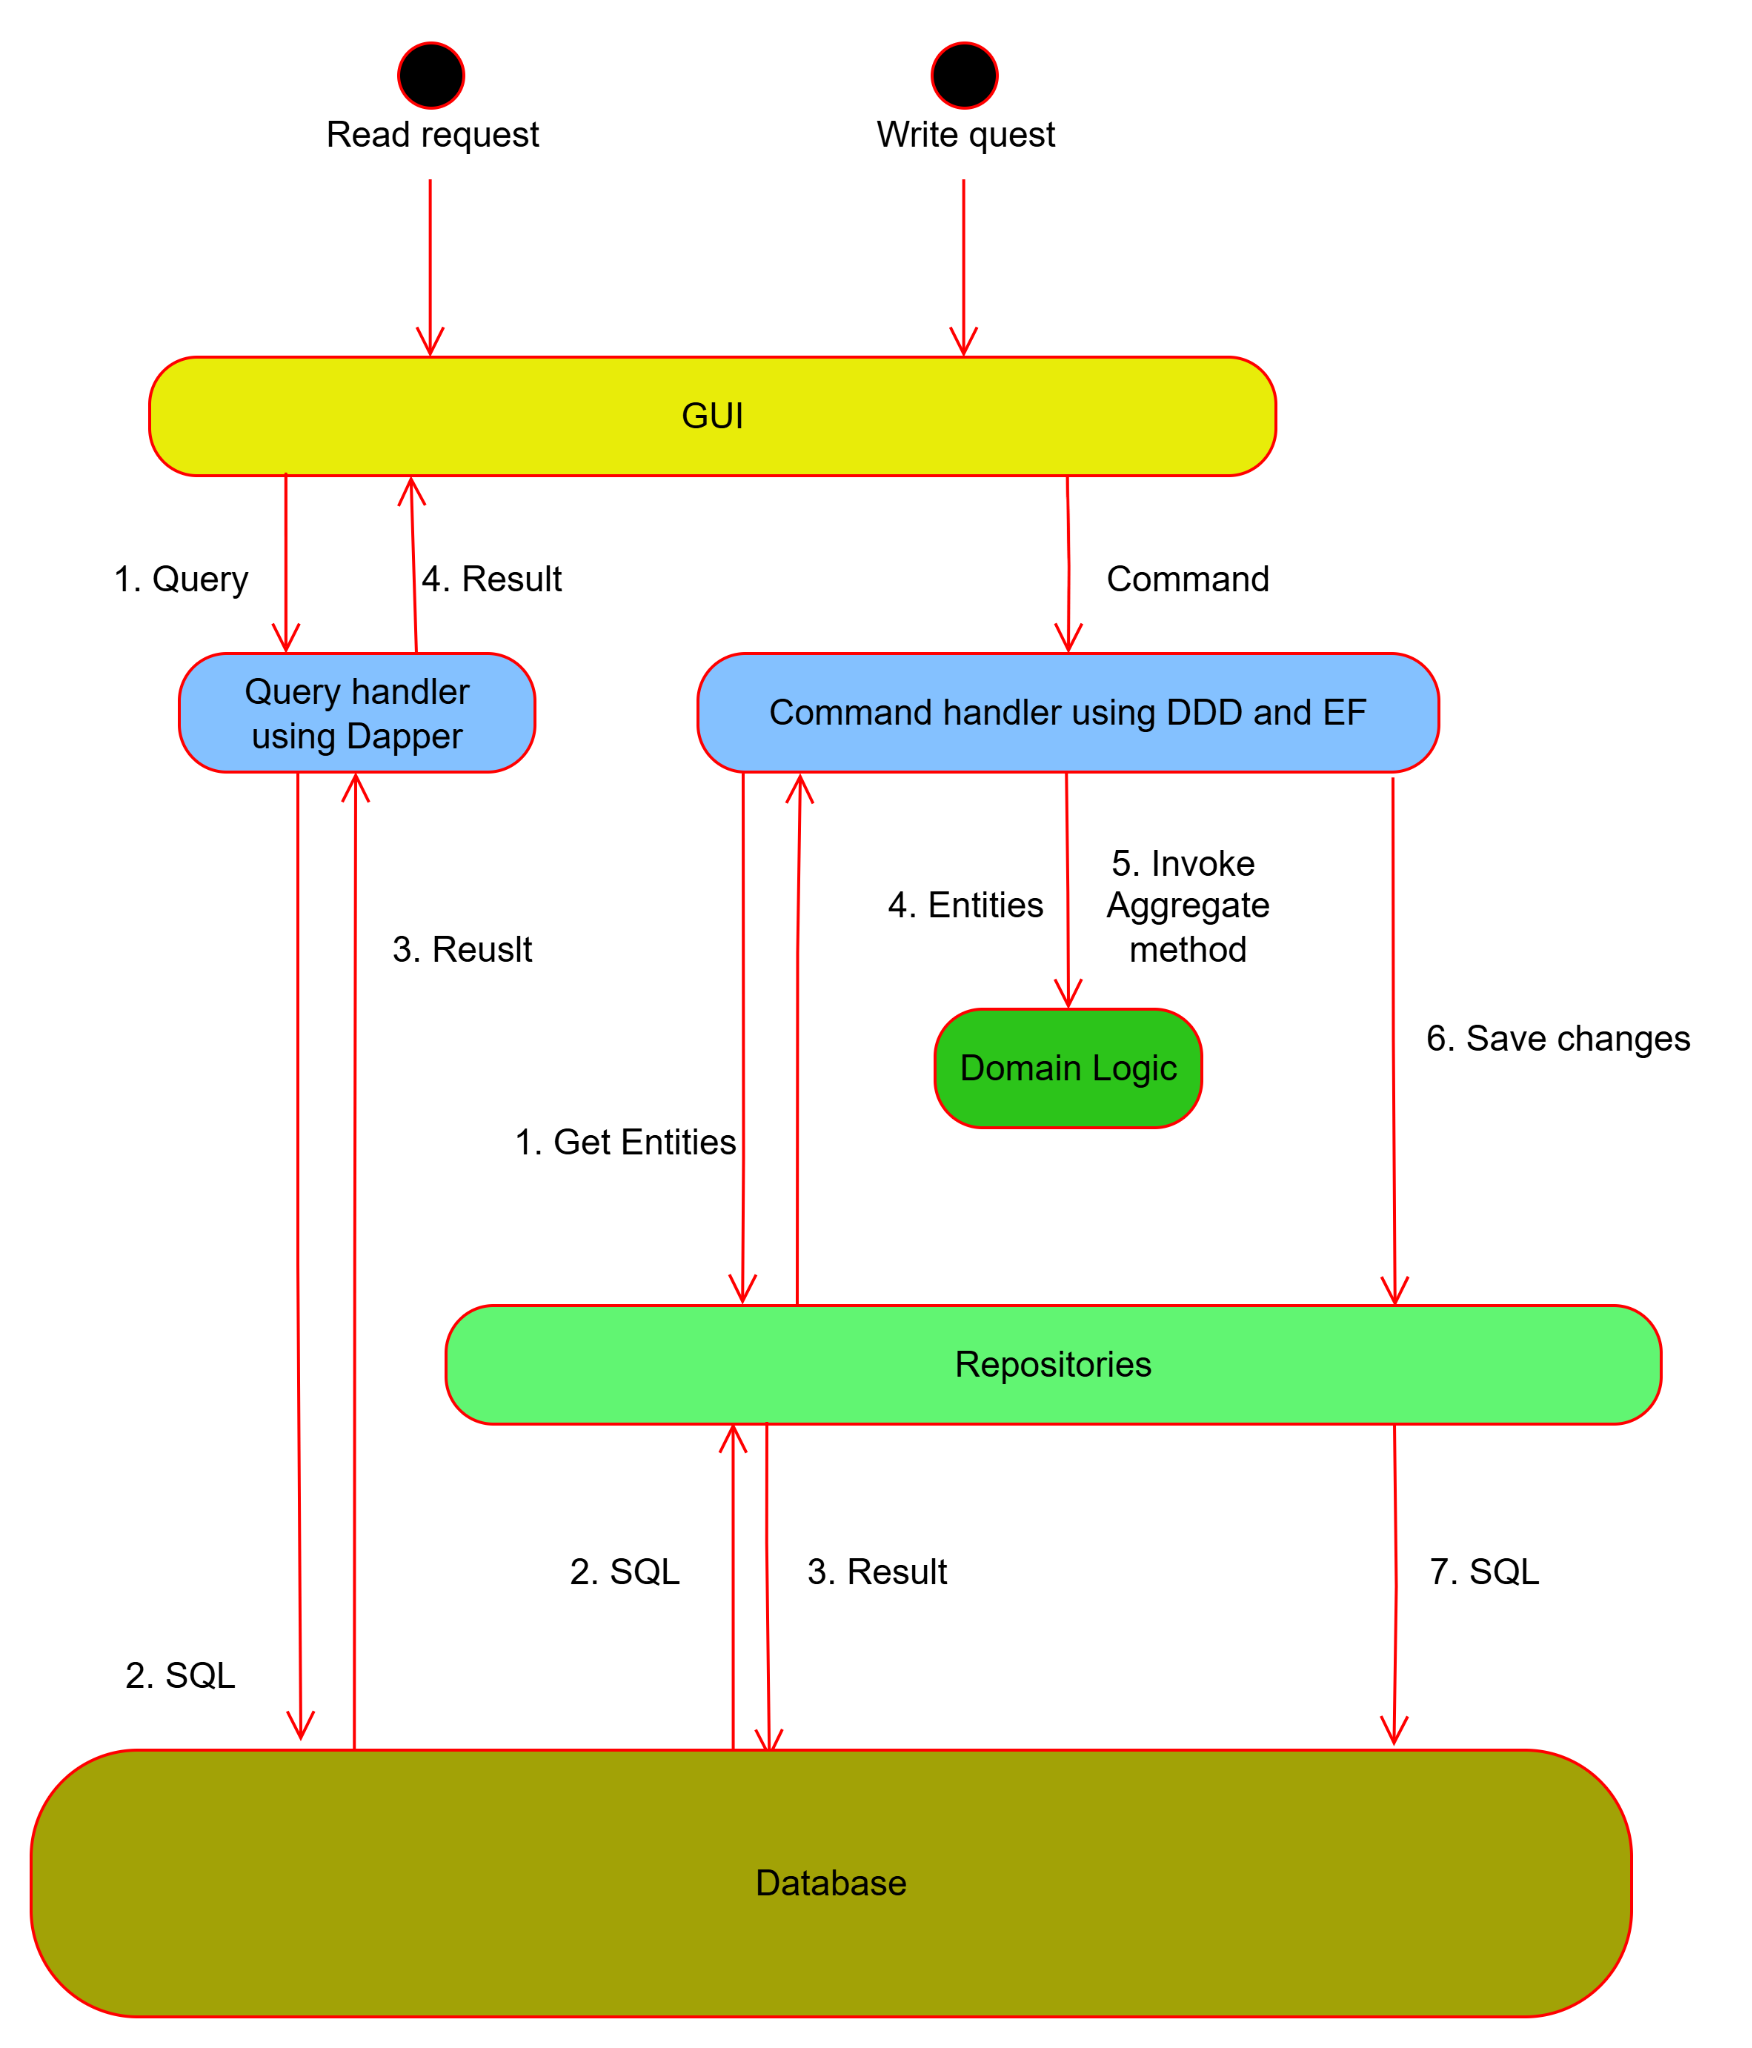 Read request
Write quest
GUI
1. Query
4. Result
Command
Query handler
using Dapper
Command handler using DDD and EF
5. Invoke
4. Entities
Aggregate
method
3. Reuslt
6. Save changes
Domain Logic
1. Get Entities
Repositories
2. SQL
3. Result
7. SQL
2. SQL
Database